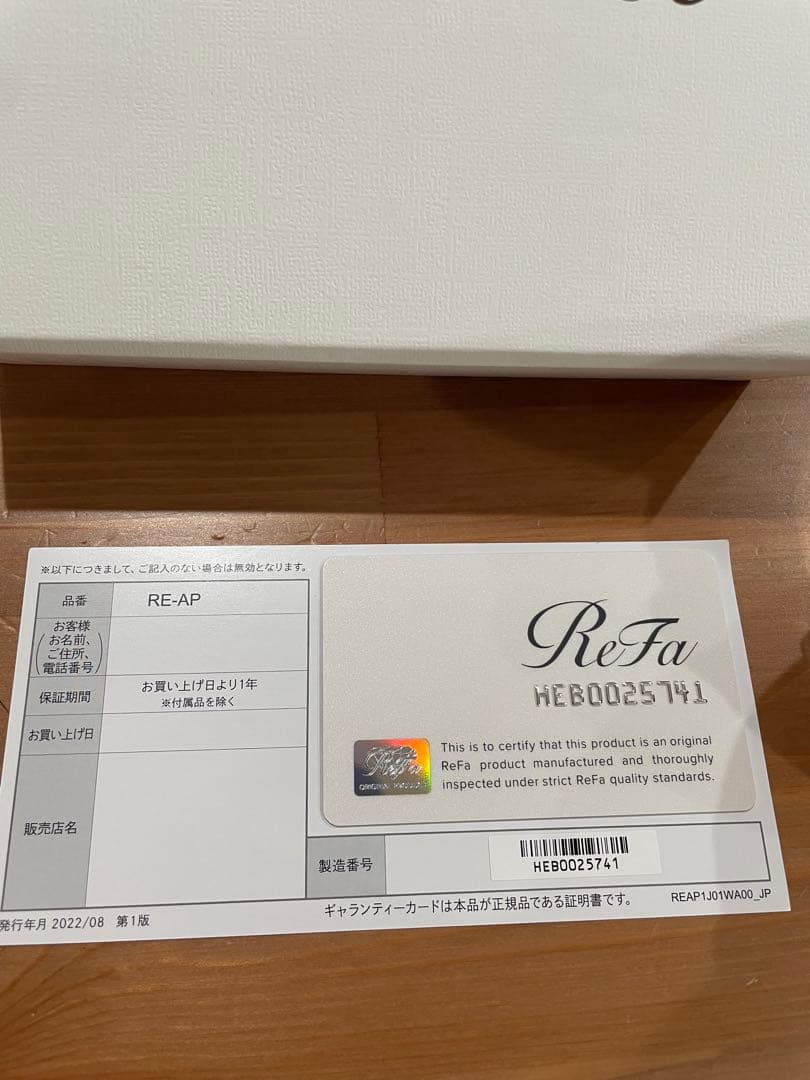 ※以下につきまして、ご記入のない場合は無効となります。
品番
RE-AP
お客様
(お名前、
ご住所、
電話番号)
保証期間
お買い上げ日より1年
※付属品を除く
お買い上げ日
販売店名
ReFa
HEB0025741
ReFa
ORIGINAL PRODUCT
This is to certify that this product is an original
ReFa product manufactured and thoroughly
inspected under strict ReFa quality standards.
製造番号
HEB0025741
発行年月 2022/08 第1版
ギャランティーカードは本品が正規品である証明書です。
REAP1J01WA00_JP